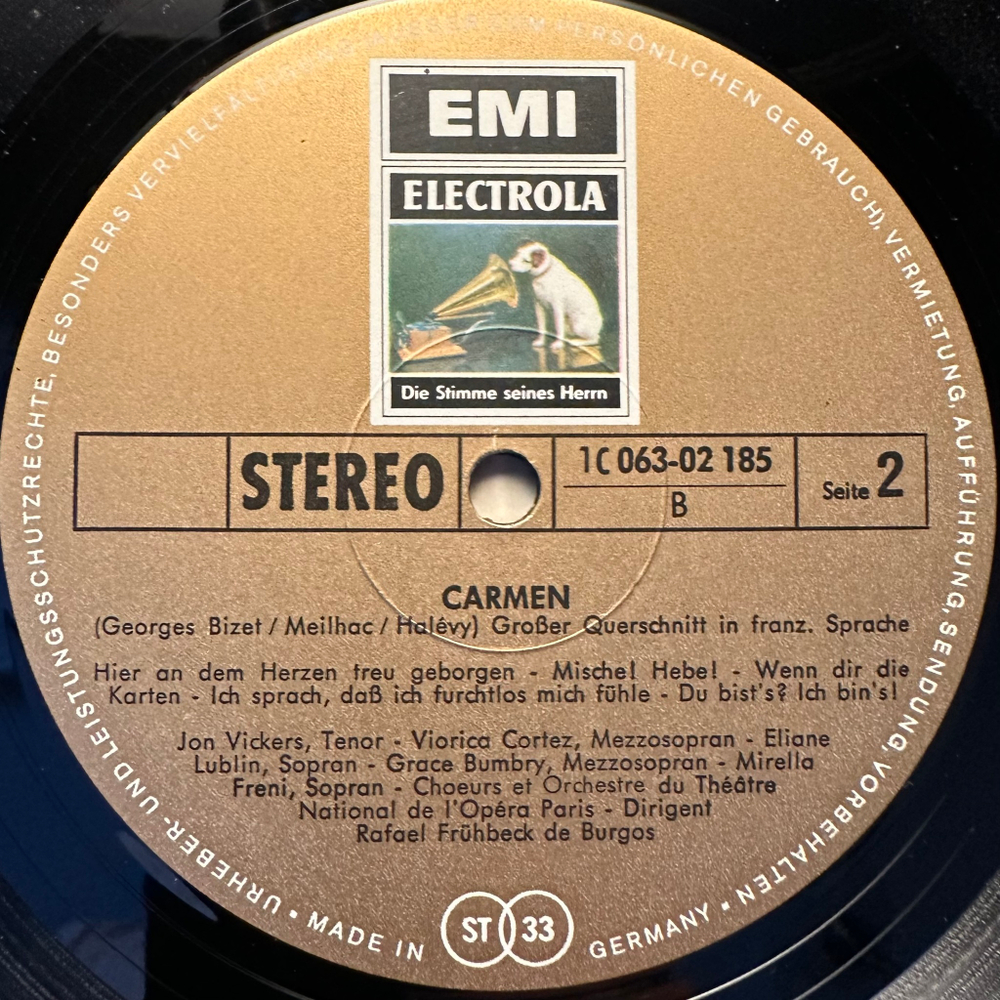 EMI
ELECTROLA
Die Stimme seines Herrn
STEREO
1C 063-02 185
B
Seite 2
CARMEN
(Georges Bizet / Meilhac / Halévy) Großer Querschnitt in franz. Sprache
Hier an dem Herzen freu geborgen - Mische! Hebe! - Wenn dir die
Karten - Ich sprach, daß ich furchtlos mich fühle - Du bist's? Ich bin's!
Jon Vickers, Tenor - Viorica Cortez, Mezzosopran - Eliane
Lublin, Sopran - Grace Bumbry, Mezzosopran - Mirella
Freni, Sopran - Choeurs et Orchestre du Théâtre
National de l'Opéra Paris - Dirigent
Rafael Frühbeck de Burgos
ST 33
URHEBER- UND LEISTUNGSSCHUTZRECHTE, BESONDERS VERVIELFÄLTIGUNG PERSÖNLICHEN GEBRAUCH), VERMIETUNG, AUFFÜHRUNG, SENDUNG, VORBEHALTEN • MADE IN GERMANY •